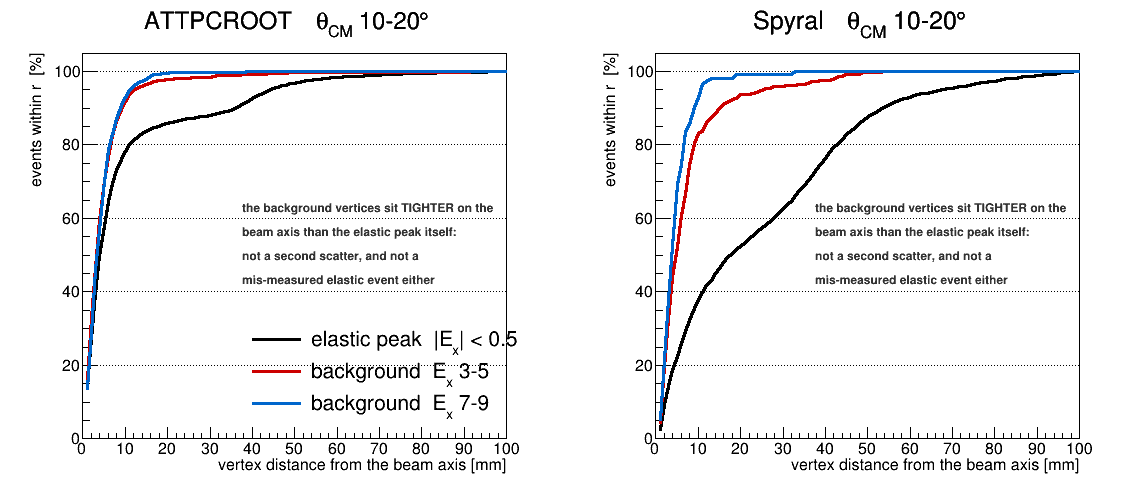 ATTPCROOT θCM 10-20°
events within r [%]
100
80
60
40
20
0
the background vertices sit TIGHTER on the
beam axis than the elastic peak itself:
not a second scatter, and not a
mis-measured elastic event either
elastic peak |Ex| < 0.5
background Ex 3-5
background Ex 7-9
0 10 20 30 40 50 60 70 80 90 100
vertex distance from the beam axis [mm]
Spyral θCM 10-20°
events within r [%]
100
80
60
40
20
0
the background vertices sit TIGHTER on the
beam axis than the elastic peak itself:
not a second scatter, and not a
mis-measured elastic event either
0 10 20 30 40 50 60 70 80 90 100
vertex distance from the beam axis [mm]